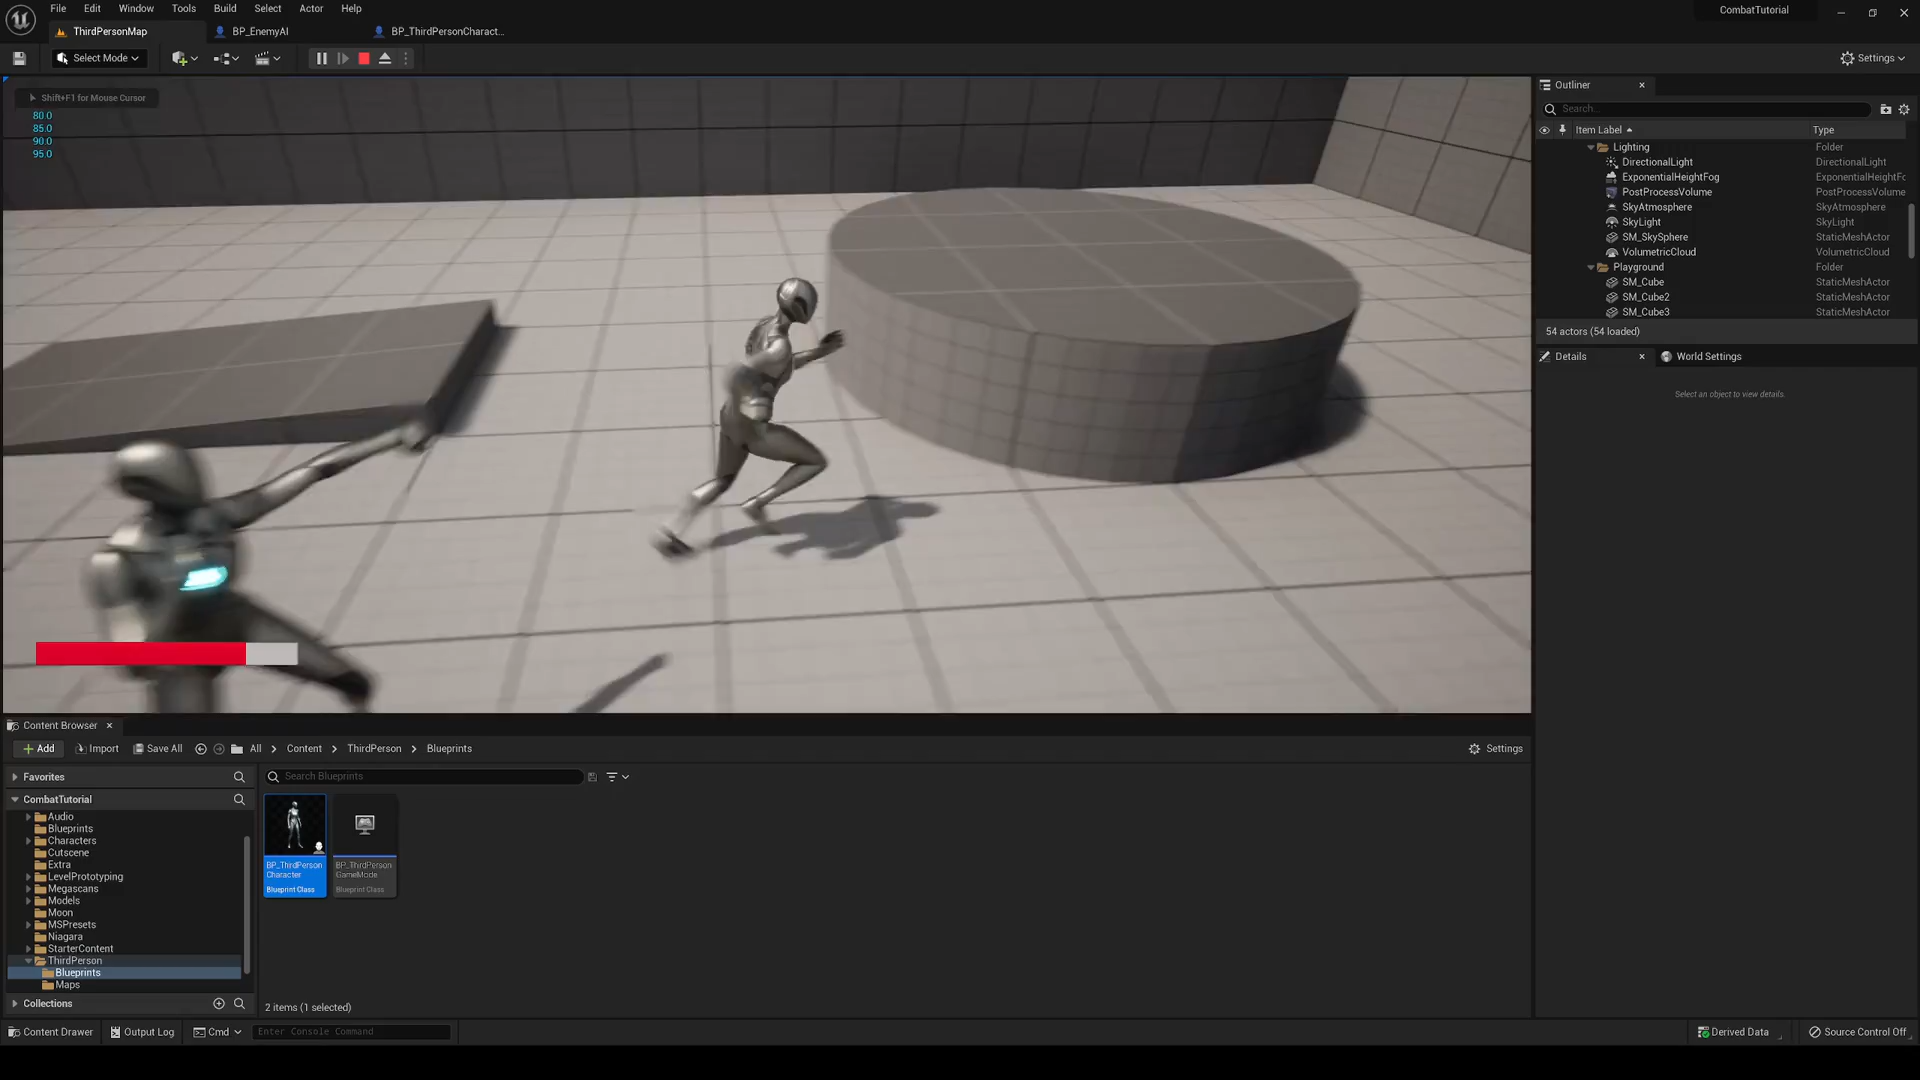 File Edit Window Tools Build Select Actor Help
CombatTutorial
ThirdPersonMap
BP_EnemyAI
BP_ThirdPersonCharact...
Select Mode
Settings
Shift+F1 for Mouse Cursor
80.0
85.0
90.0
95.0
Outliner
Search...
Item Label Type
Lighting Folder
DirectionalLight DirectionalLight
ExponentialHeightFog ExponentialHeightFc
PostProcessVolume PostProcessVolume
SkyAtmosphere SkyAtmosphere
SkyLight SkyLight
SM_SkySphere StaticMeshActor
VolumetricCloud VolumetricCloud
Playground Folder
SM_Cube StaticMeshActor
SM_Cube2 StaticMeshActor
SM_Cube3 StaticMeshActor
54 actors (54 loaded)
Details
World Settings
Select an object to view details.
Content Browser
Add Import Save All All Content ThirdPerson Blueprints
Settings
Favorites
Search Blueprints
CombatTutorial
Audio
Blueprints
Characters
Cutscene
Extra
LevelPrototyping
Megascans
Models
Moon
MSPresets
Niagara
StarterContent
ThirdPerson
Blueprints
Maps
Collections
BP_ThirdPerson
Character
Blueprint Class
BP_ThirdPerson
GameMode
Blueprint Class
2 items (1 selected)
Content Drawer Output Log Cmd Enter Console Command
Derived Data Source Control Off